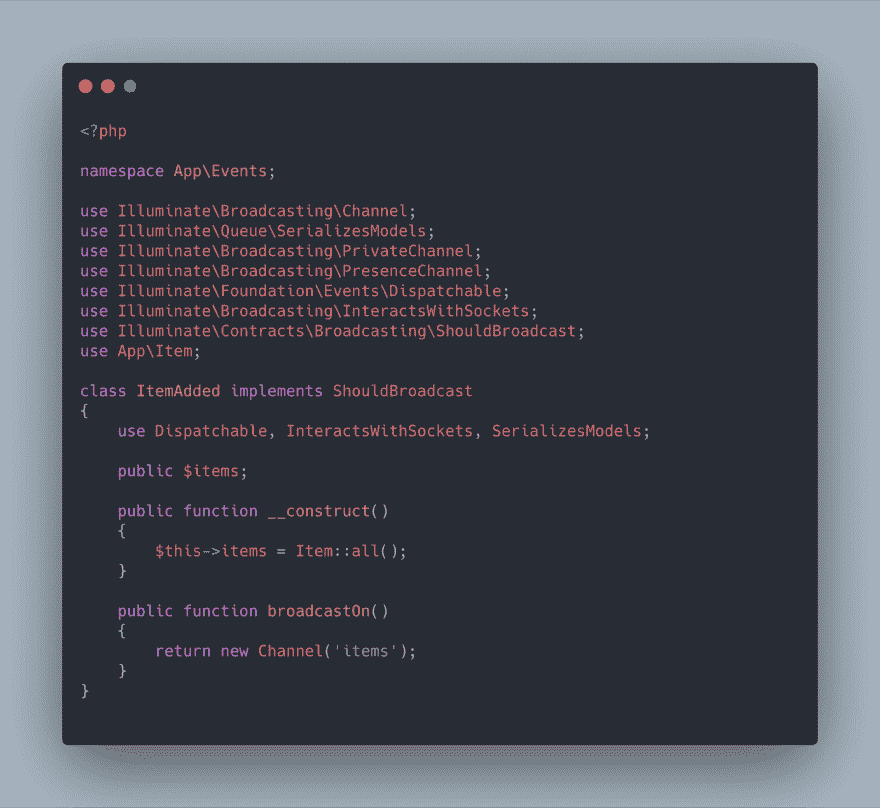 <?php
namespace App\Events;
use Illuminate\Broadcasting\Channel;
use Illuminate\Queue\SerializesModels;
use Illuminate\Broadcasting\PrivateChannel;
use Illuminate\Broadcasting\PresenceChannel;
use Illuminate\Foundation\Events\Dispatchable;
use Illuminate\Broadcasting\InteractsWithSockets;
use Illuminate\Contracts\Broadcasting\ShouldBroadcast;
use App\Item;
class ItemAdded implements ShouldBroadcast
{
    use Dispatchable, InteractsWithSockets, SerializesModels;
    public $items;
    public function __construct()
    {
        $this->items = Item::all();
    }
    public function broadcastOn()
    {
        return new Channel('items');
    }
}